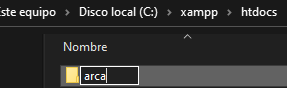 Este equipo > Disco local (C:) > xampp > htdocs
Nombre
arca